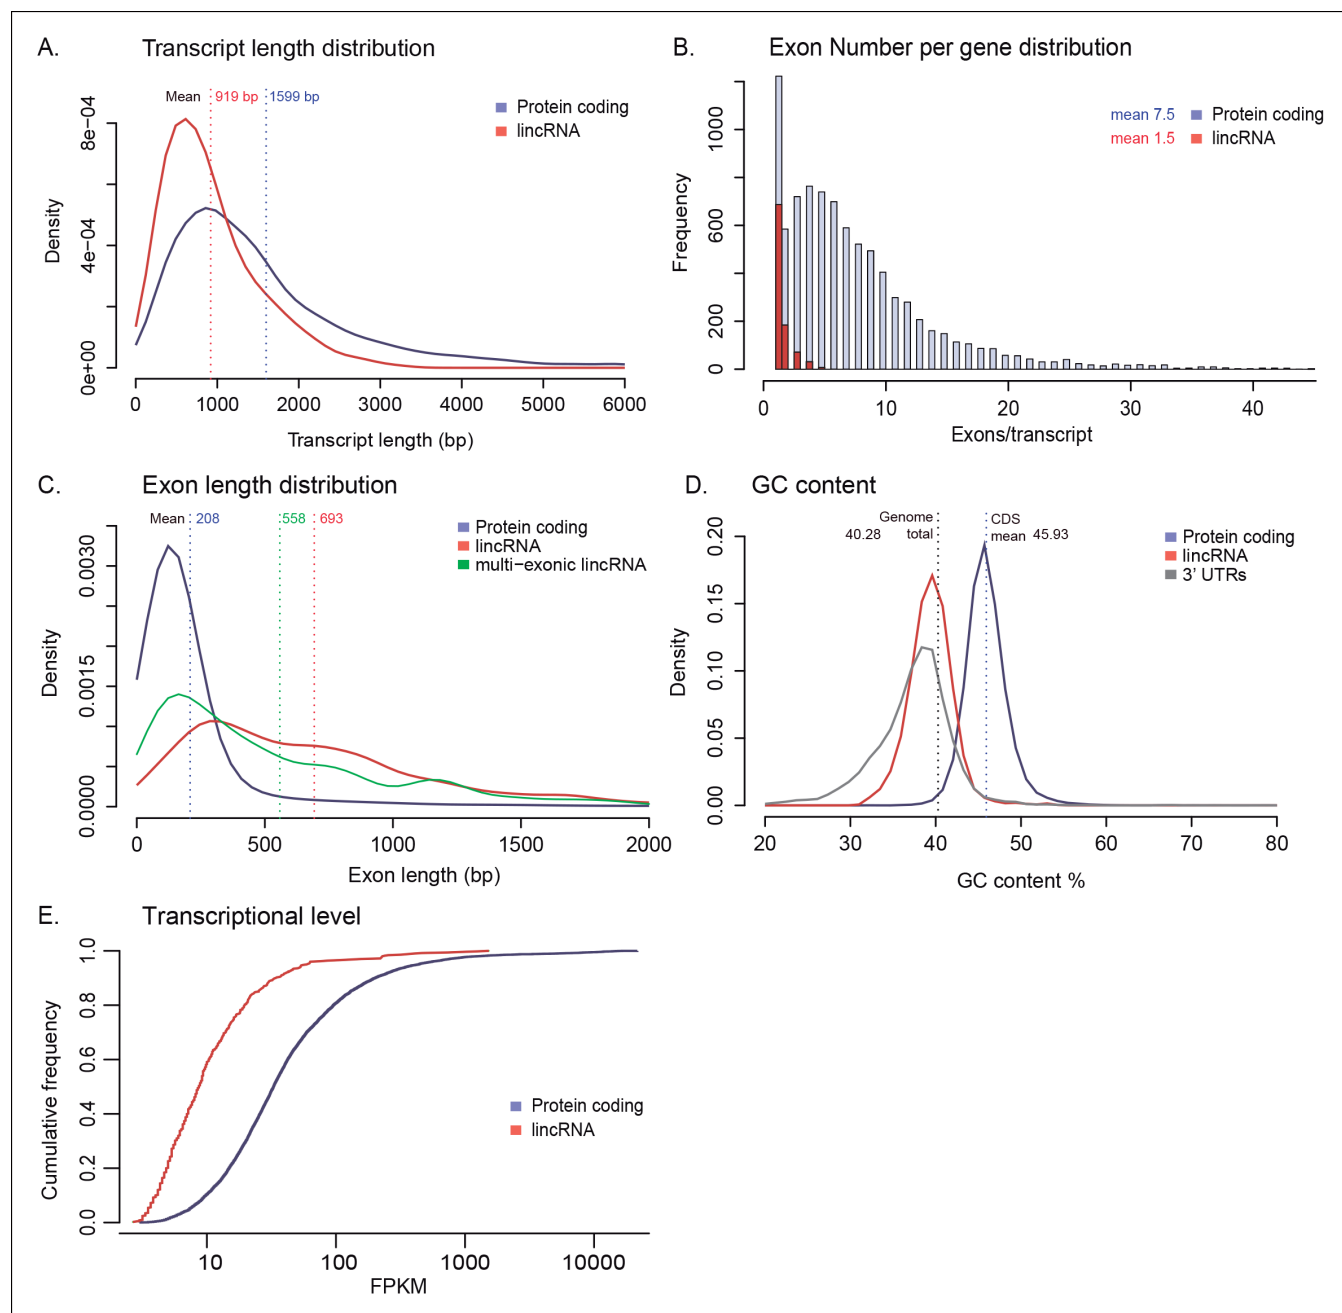 A. Transcript length distribution
Mean 919 bp 1599 bp
Protein coding
lincRNA
Density
0e+00 4e-04 8e-04
0 1000 2000 3000 4000 5000 6000
Transcript length (bp)
B. Exon Number per gene distribution
mean 7.5 Protein coding
mean 1.5 lincRNA
Frequency
0 200 600 1000
0 10 20 30 40
Exons/transcript
C. Exon length distribution
Mean 208 558 693
Protein coding
lincRNA
multi-exonic lincRNA
Density
0.0000 0.0015 0.0030
0 500 1000 1500 2000
Exon length (bp)
D. GC content
Genome CDS
40.28 total mean 45.93
Protein coding
lincRNA
3' UTRs
Density
0.00 0.05 0.10 0.15 0.20
20 30 40 50 60 70 80
GC content %
E. Transcriptional level
Cumulative frequency
0.0 0.2 0.4 0.6 0.8 1.0
Protein coding
lincRNA
10 100 1000 10000
FPKM